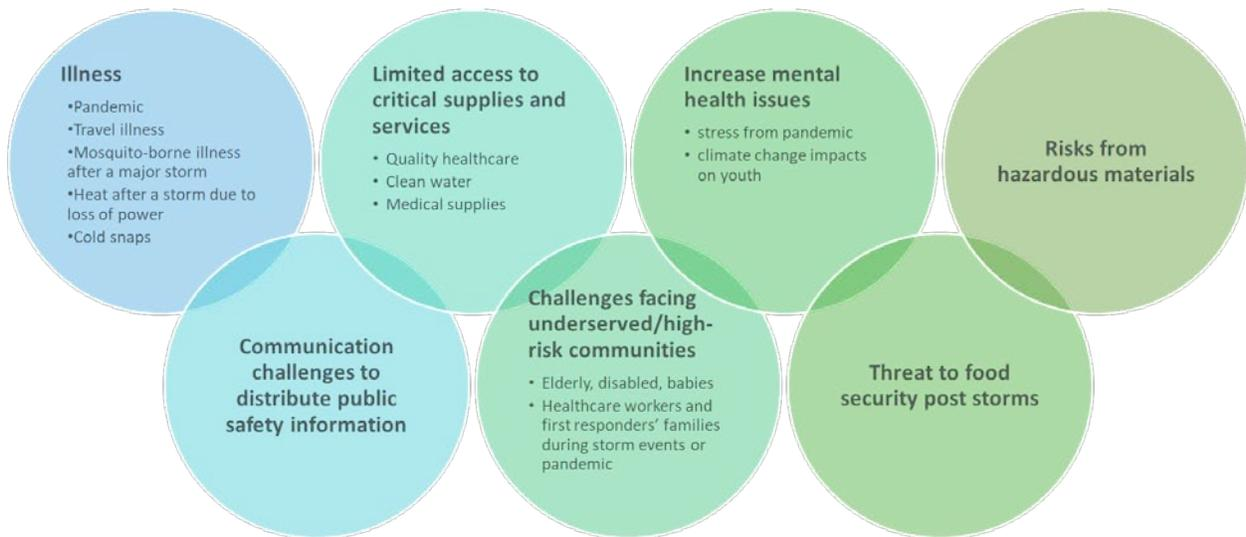 Illness
•Pandemic
•Travel illness
•Mosquito-borne illness
after a major storm
•Heat after a storm due to
loss of power
•Cold snaps
Limited access to
critical supplies and
services
• Quality healthcare
• Clean water
• Medical supplies
Increase mental
health issues
• stress from pandemic
• climate change impacts
on youth
Risks from
hazardous materials
Communication
challenges to
distribute public
safety information
Challenges facing
underserved/high-
risk communities
• Elderly, disabled, babies
• Healthcare workers and
first responders’ families
during storm events or
pandemic
Threat to food
security post storms